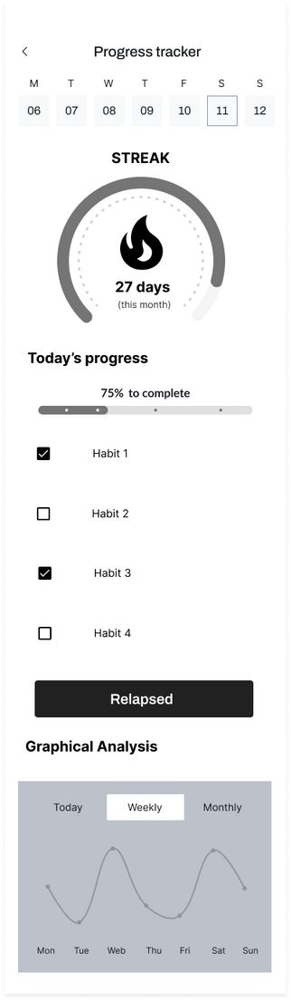 Progress tracker
M T W T F S S
06 07 08 09 10 11 12
STREAK
27 days
(this month)
Today's progress
75% to complete
Habit 1
Habit 2
Habit 3
Habit 4
Relapsed
Graphical Analysis
Today Weekly Monthly
Mon Tue Web Thu Fri Sat Sun